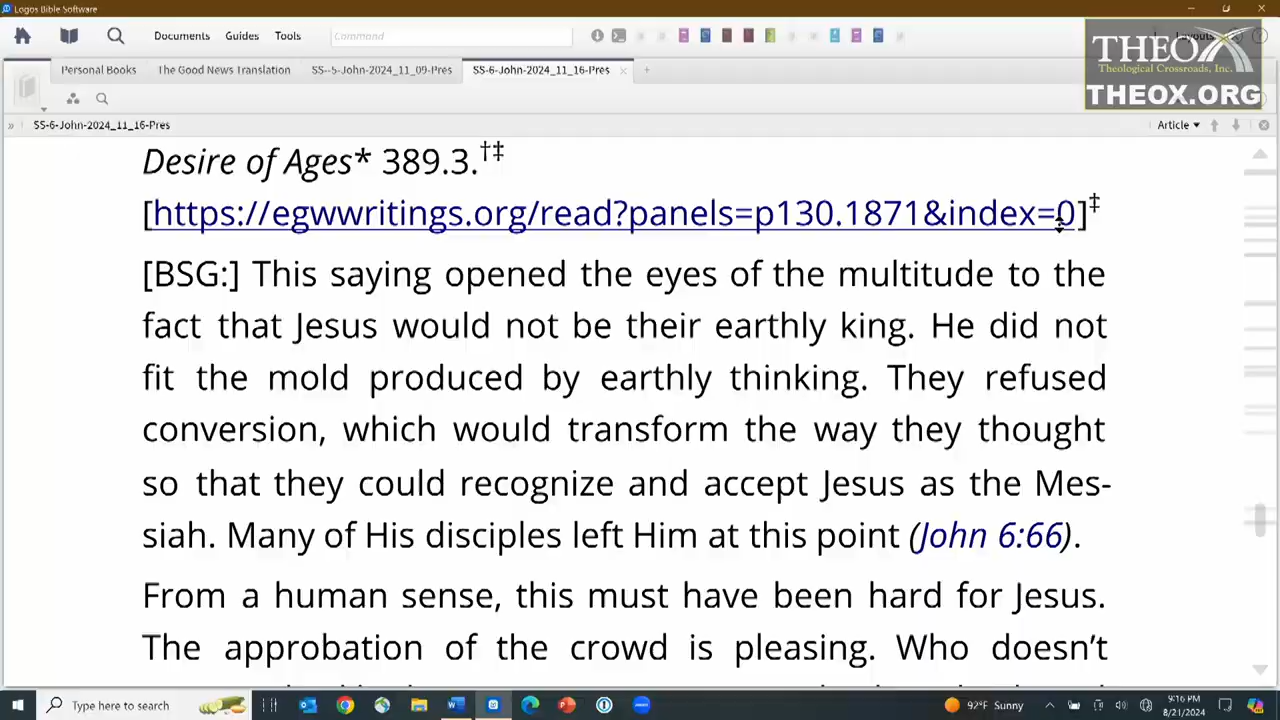 Logos Bible Software
Documents Guides Tools Command
THEOX
Theological Crossroads, Inc.
THEOX.ORG
Personal Books The Good News Translation SS--5-John-2024_11_09-Notes SS-6-John-2024_11_16-Pres
SS-6-John-2024_11_16-Pres Article
Desire of Ages* 389.3.†‡
[https://egwwritings.org/read?panels=p130.1871&index=0]‡
[BSG:] This saying opened the eyes of the multitude to the
fact that Jesus would not be their earthly king. He did not
fit the mold produced by earthly thinking. They refused
conversion, which would transform the way they thought
so that they could recognize and accept Jesus as the Mes-
siah. Many of His disciples left Him at this point (John 6:66).
From a human sense, this must have been hard for Jesus.
The approbation of the crowd is pleasing. Who doesn’t
Type here to search 92°F Sunny 9:16 PM
8/21/2024